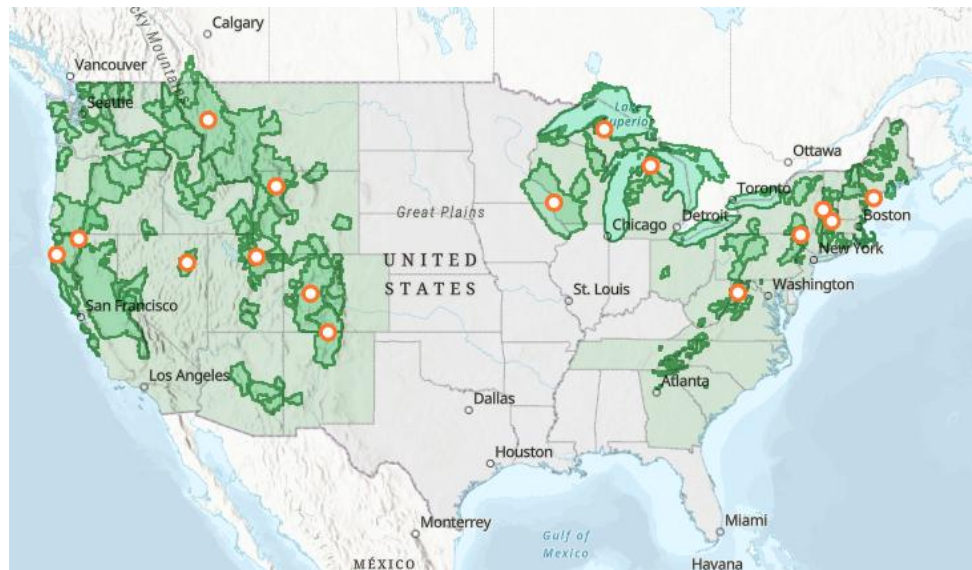 Calgary
Rocky Mountains
Vancouver
Seattle
Lake
Superior
Ottawa
Toronto
Great Plains
Chicago
Detroit
Boston
New York
UNITED
STATES
St. Louis
Washington
San Francisco
Los Angeles
Atlanta
Dallas
Houston
Monterrey
Miami
Gulf of
Mexico
MÉXICO
Havana